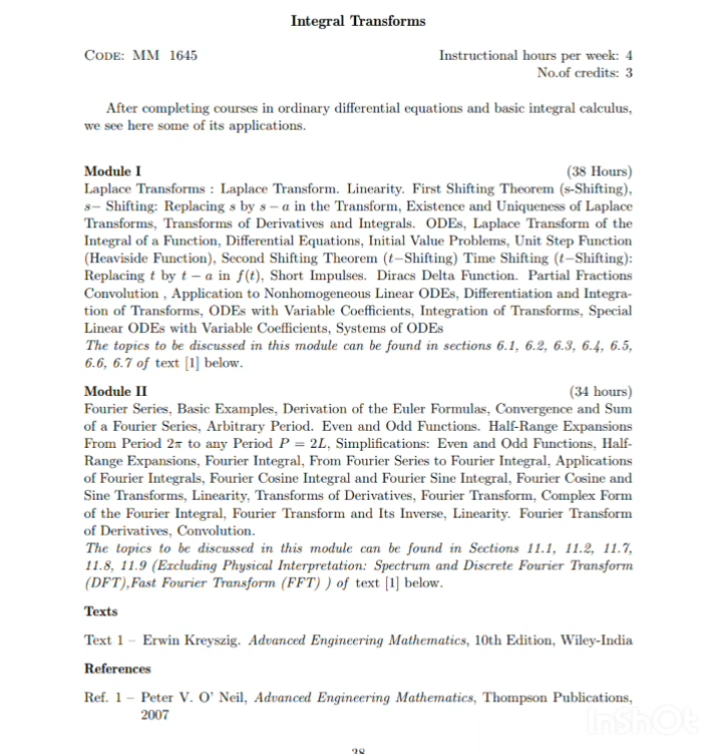 Integral Transforms
CODE: MM 1645
Instructional hours per week: 4
No.of credits: 3
After completing courses in ordinary differential equations and basic integral calculus,
we see here some of its applications.
Module I (38 Hours)
Laplace Transforms : Laplace Transform. Linearity. First Shifting Theorem (s-Shifting),
s− Shifting: Replacing s by s − a in the Transform, Existence and Uniqueness of Laplace
Transforms, Transforms of Derivatives and Integrals. ODEs, Laplace Transform of the
Integral of a Function, Differential Equations, Initial Value Problems, Unit Step Function
(Heaviside Function), Second Shifting Theorem (t−Shifting) Time Shifting (t−Shifting):
Replacing t by t − a in f(t), Short Impulses. Diracs Delta Function. Partial Fractions
Convolution , Application to Nonhomogeneous Linear ODEs, Differentiation and Integra-
tion of Transforms, ODEs with Variable Coefficients, Integration of Transforms, Special
Linear ODEs with Variable Coefficients, Systems of ODEs
The topics to be discussed in this module can be found in sections 6.1, 6.2, 6.3, 6.4, 6.5,
6.6, 6.7 of text [1] below.
Module II (34 hours)
Fourier Series, Basic Examples, Derivation of the Euler Formulas, Convergence and Sum
of a Fourier Series, Arbitrary Period. Even and Odd Functions. Half-Range Expansions
From Period 2π to any Period P = 2L, Simplifications: Even and Odd Functions, Half-
Range Expansions, Fourier Integral, From Fourier Series to Fourier Integral, Applications
of Fourier Integrals, Fourier Cosine Integral and Fourier Sine Integral, Fourier Cosine and
Sine Transforms, Linearity, Transforms of Derivatives, Fourier Transform, Complex Form
of the Fourier Integral, Fourier Transform and Its Inverse, Linearity. Fourier Transform
of Derivatives, Convolution.
The topics to be discussed in this module can be found in Sections 11.1, 11.2, 11.7,
11.8, 11.9 (Excluding Physical Interpretation: Spectrum and Discrete Fourier Transform
(DFT),Fast Fourier Transform (FFT) ) of text [1] below.
Texts
Text 1 – Erwin Kreyszig. Advanced Engineering Mathematics, 10th Edition, Wiley-India
References
Ref. 1 – Peter V. O' Neil, Advanced Engineering Mathematics, Thompson Publications,
2007
InShOt